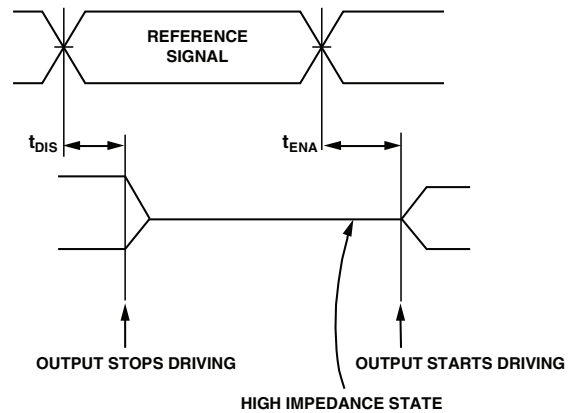 REFERENCE
SIGNAL
tDIS
tENA
OUTPUT STOPS DRIVING
OUTPUT STARTS DRIVING
HIGH IMPEDANCE STATE